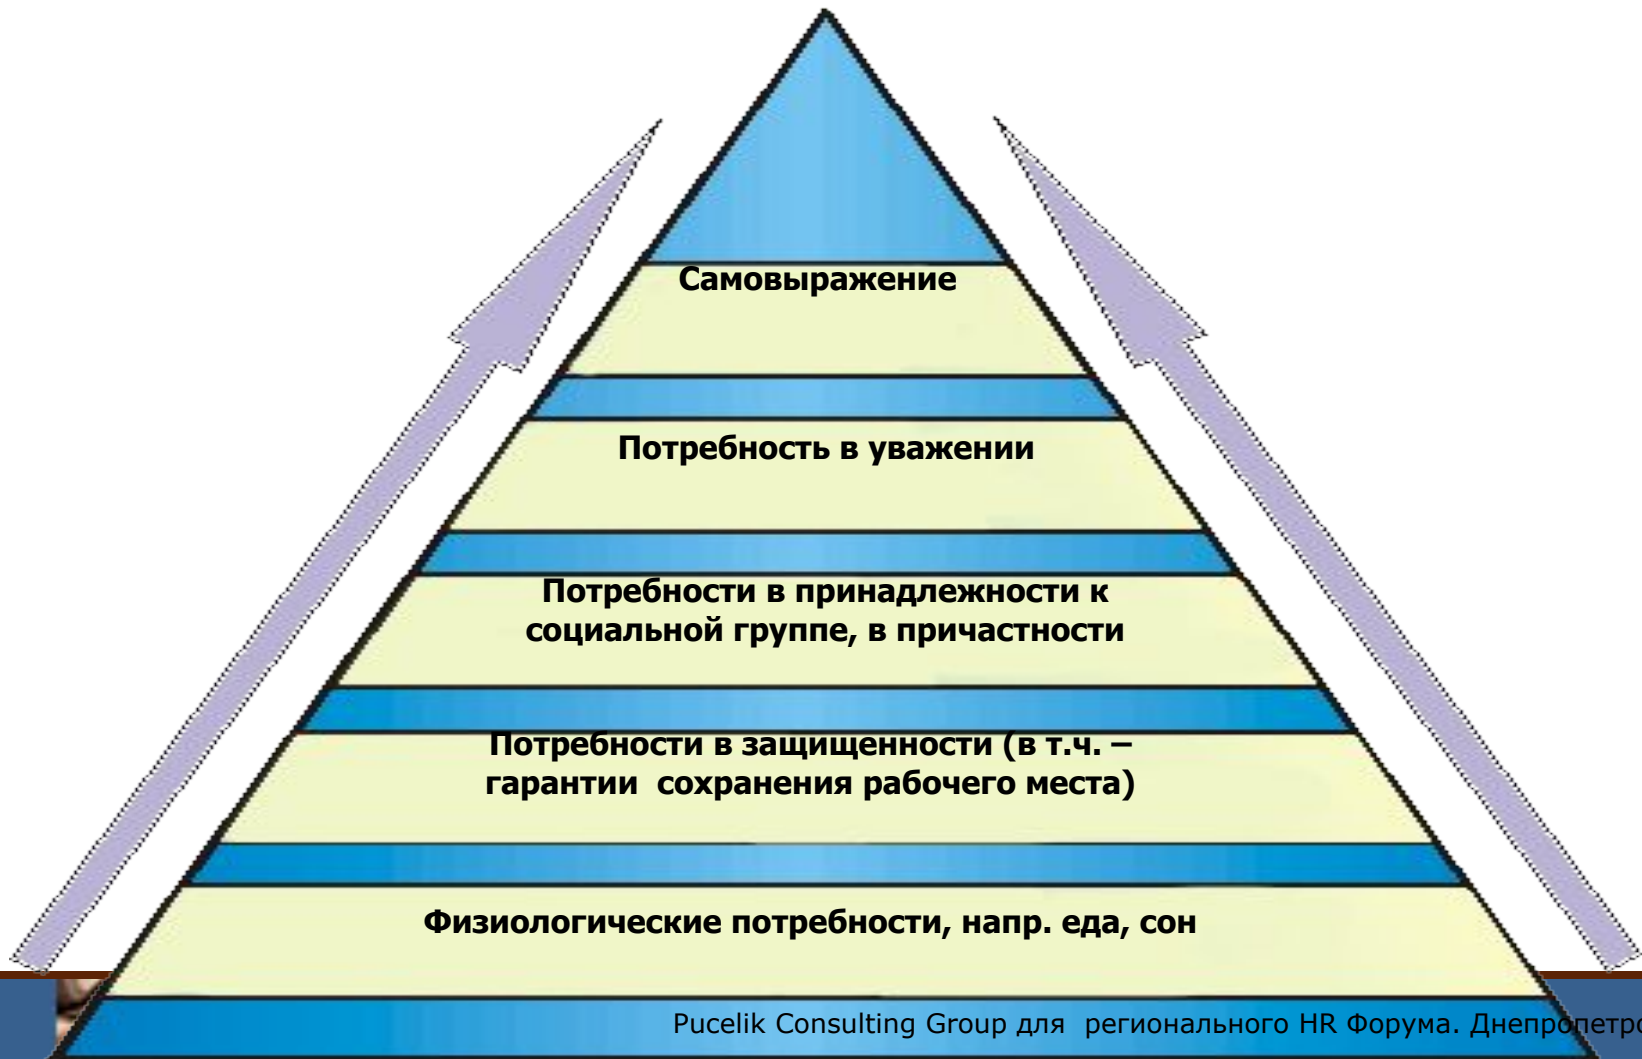 Самовыражение
Потребность в уважении
Потребности в принадлежности к
социальной группе, в причастности
Потребности в защищенности (в т.ч. –
гарантии сохранения рабочего места)
Физиологические потребности, напр. еда, сон
Pucelik Consulting Group для регионального HR Форума. Днепропетро